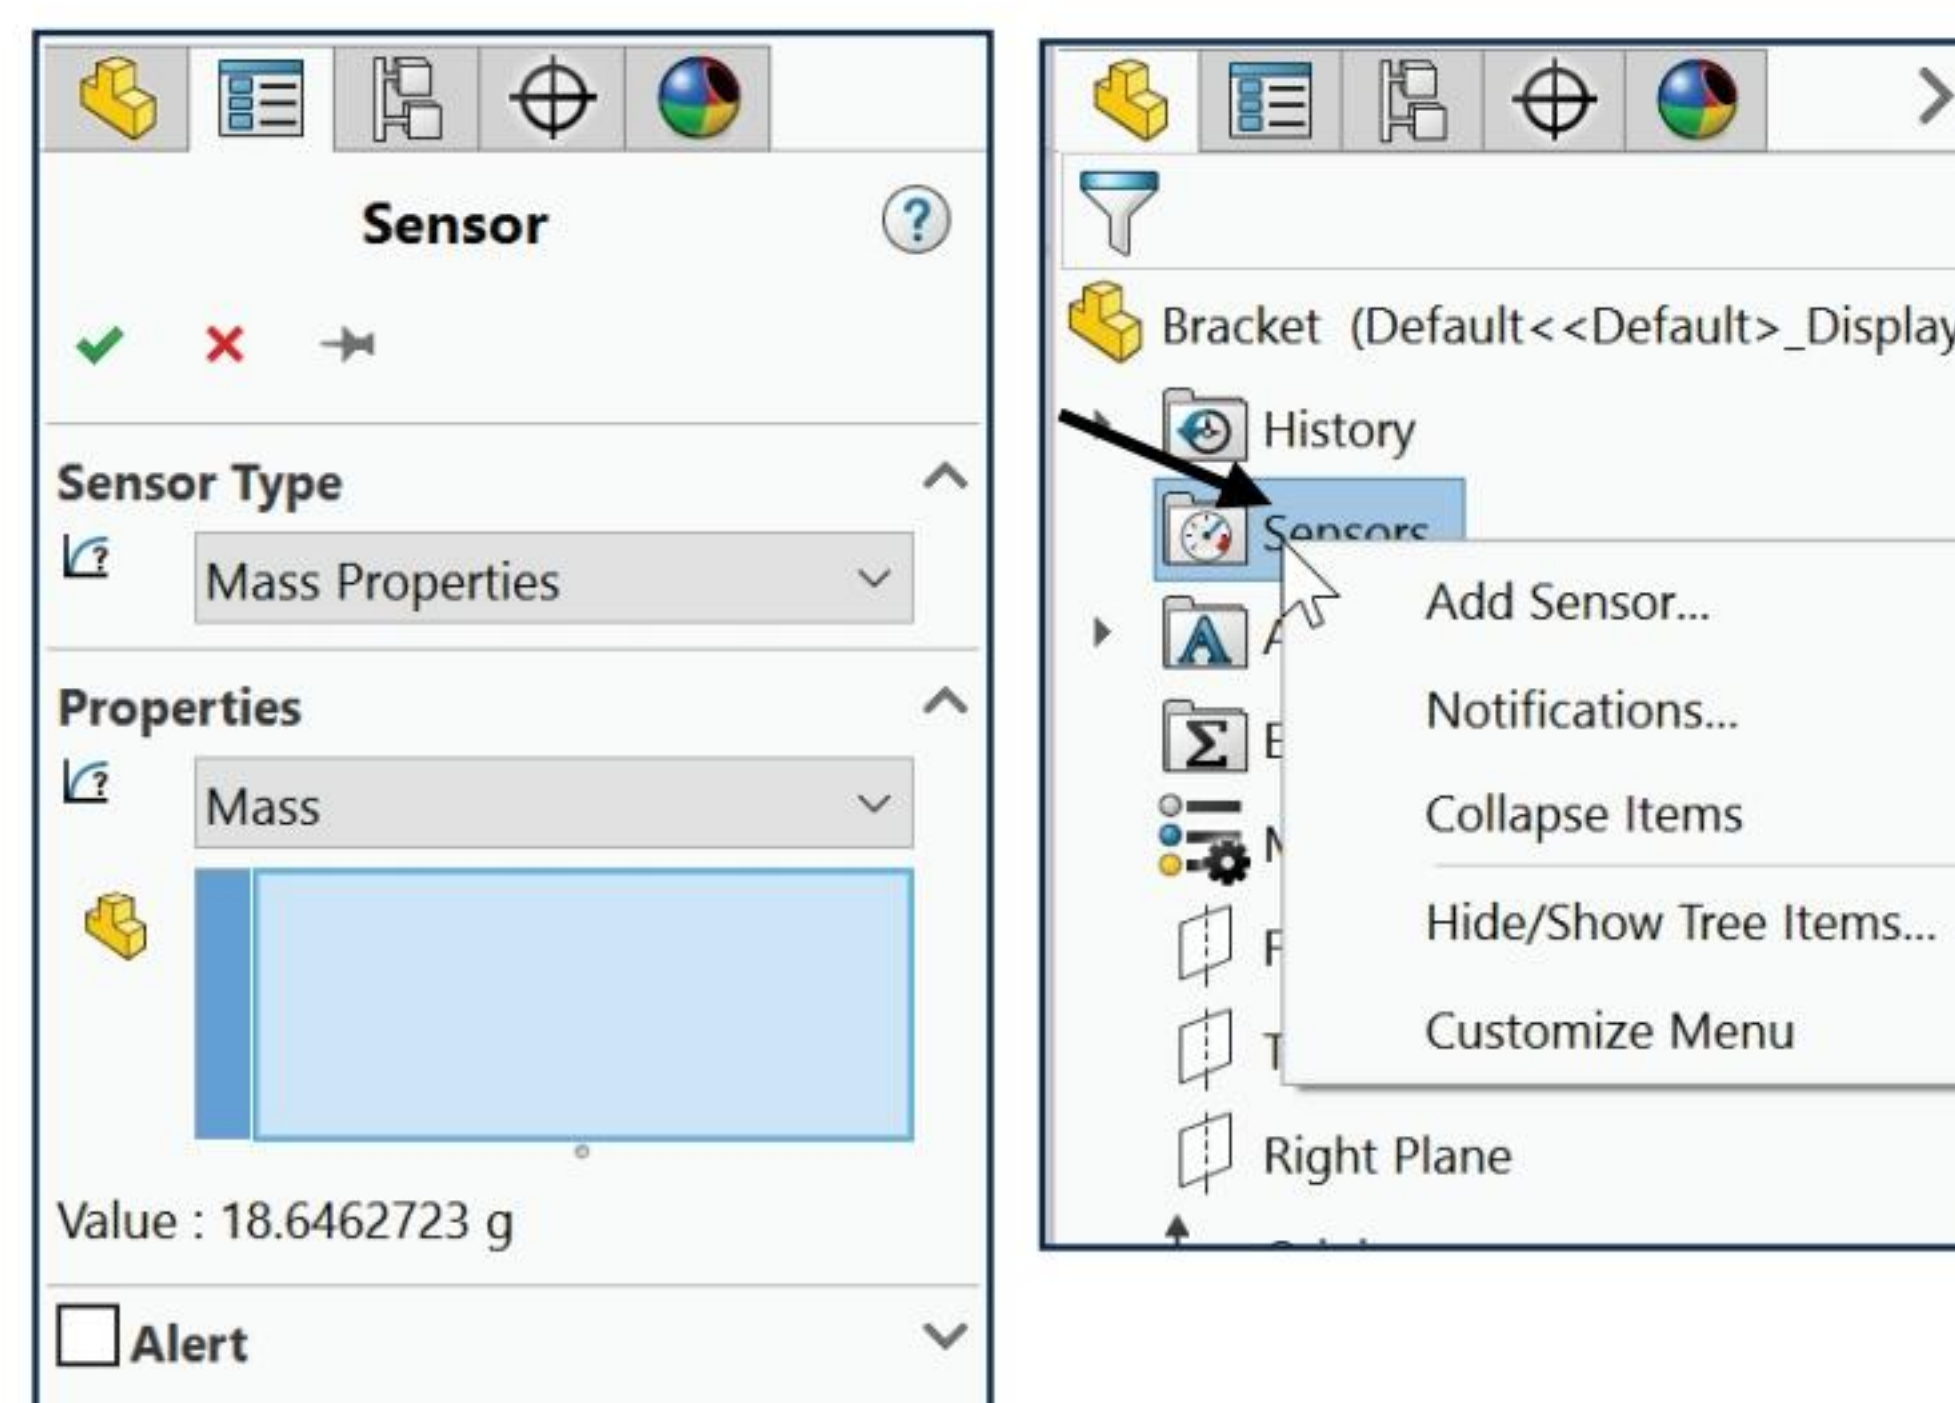 Sensor
?
Sensor Type
Mass Properties
Properties
Mass
Value : 18.6462723 g
Alert
Bracket (Default<<Default>_Display
History
Sensors
Add Sensor...
Notifications...
Collapse Items
Hide/Show Tree Items...
Customize Menu
Right Plane